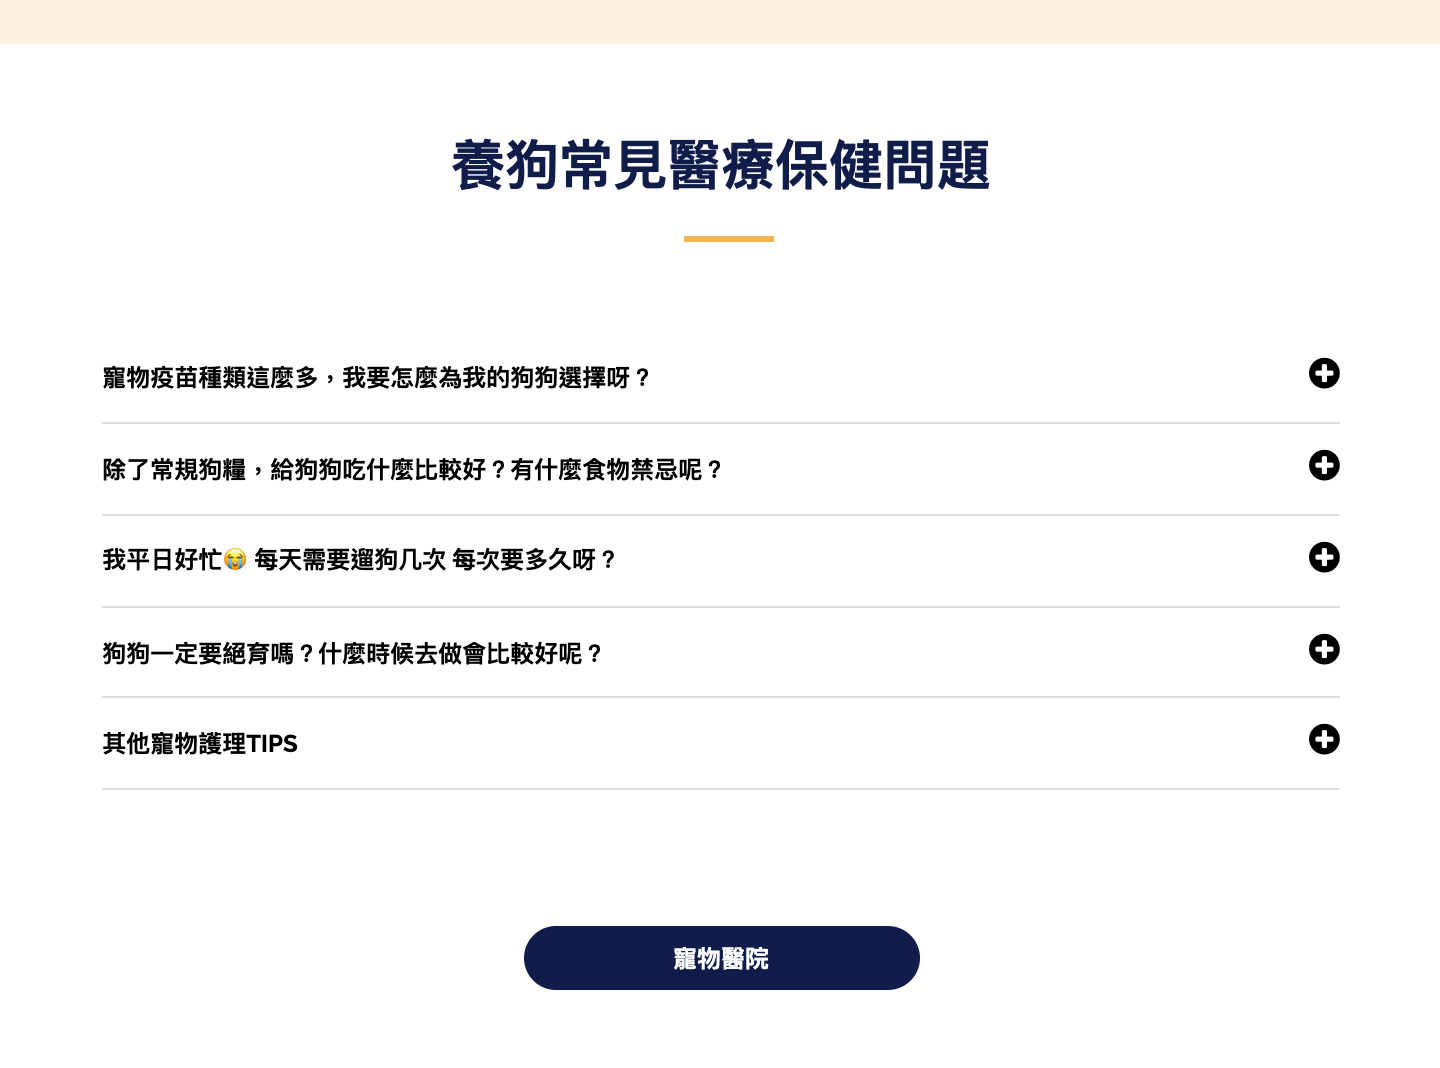 養狗常見醫療保健問題
寵物疫苗種類這麼多，我要怎麼為我的狗狗選擇呀？
除了常規狗糧，給狗狗吃什麼比較好？有什麼食物禁忌呢？
我平日好忙😭 每天需要遛狗几次 每次要多久呀？
狗狗一定要絕育嗎？什麼時候去做會比較好呢？
其他寵物護理TIPS
寵物醫院